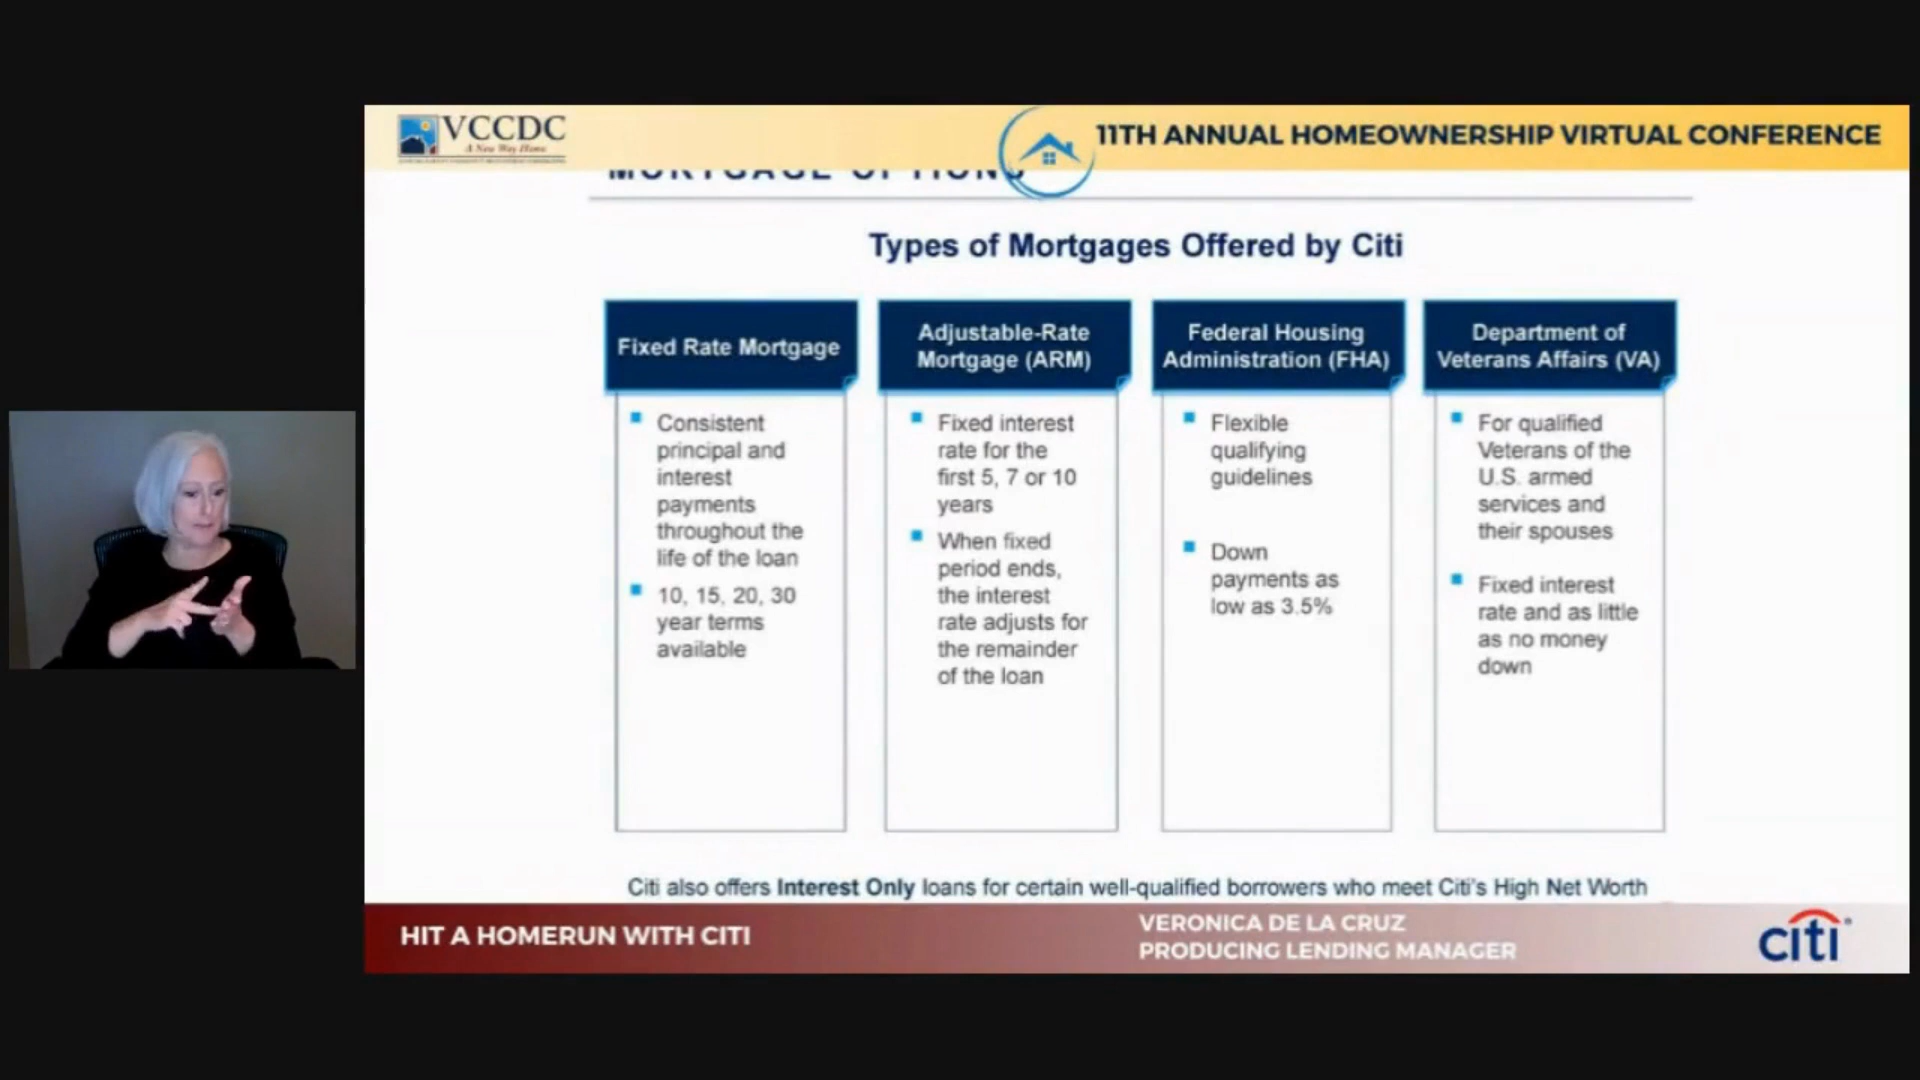 VCCDC
A New Way Home
11TH ANNUAL HOMEOWNERSHIP VIRTUAL CONFERENCE
MORTGAGE OPTIONS
Types of Mortgages Offered by Citi
Fixed Rate Mortgage
Consistent
principal and
interest
payments
throughout the
life of the loan
10, 15, 20, 30
year terms
available
Adjustable-Rate
Mortgage (ARM)
Fixed interest
rate for the
first 5, 7 or 10
years
When fixed
period ends,
the interest
rate adjusts for
the remainder
of the loan
Federal Housing
Administration (FHA)
Flexible
qualifying
guidelines
Down
payments as
low as 3.5%
Department of
Veterans Affairs (VA)
For qualified
Veterans of the
U.S. armed
services and
their spouses
Fixed interest
rate and as little
as no money
down
Citi also offers Interest Only loans for certain well-qualified borrowers who meet Citi's High Net Worth
HIT A HOMERUN WITH CITI
VERONICA DE LA CRUZ
PRODUCING LENDING MANAGER
citi